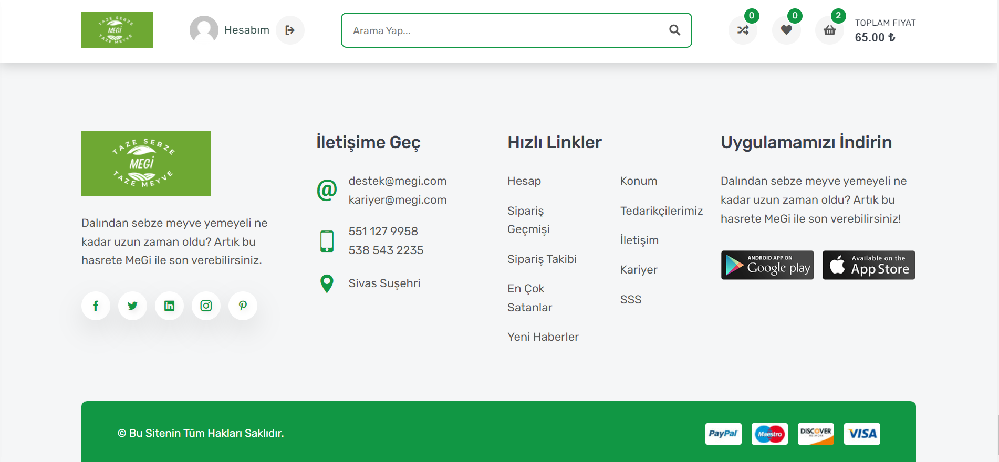 TAZE SEBZE
MEGİ
TAZE MEYVE
Hesabım
Arama Yap...
0
0
2
TOPLAM FIYAT
65.00 ₺
TAZE SEBZE
MEGİ
TAZE MEYVE
Dalından sebze meyve yemeyeli ne
kadar uzun zaman oldu? Artık bu
hasrete MeGi ile son verebilirsiniz.
İletişime Geç
destek@megi.com
kariyer@megi.com
551 127 9958
538 543 2235
Sivas Suşehri
Hızlı Linkler
Hesap
Sipariş
Geçmişi
Sipariş Takibi
En Çok
Satanlar
Yeni Haberler
Konum
Tedarikçilerimiz
İletişim
Kariyer
SSS
Uygulamamızı İndirin
Dalından sebze meyve yemeyeli ne
kadar uzun zaman oldu? Artık bu
hasrete MeGi ile son verebilirsiniz!
ANDROID APP ON
Google play
Available on the
App Store
© Bu Sitenin Tüm Hakları Saklıdır.
PayPal
Maestro
DISCOVER
NETWORK
VISA